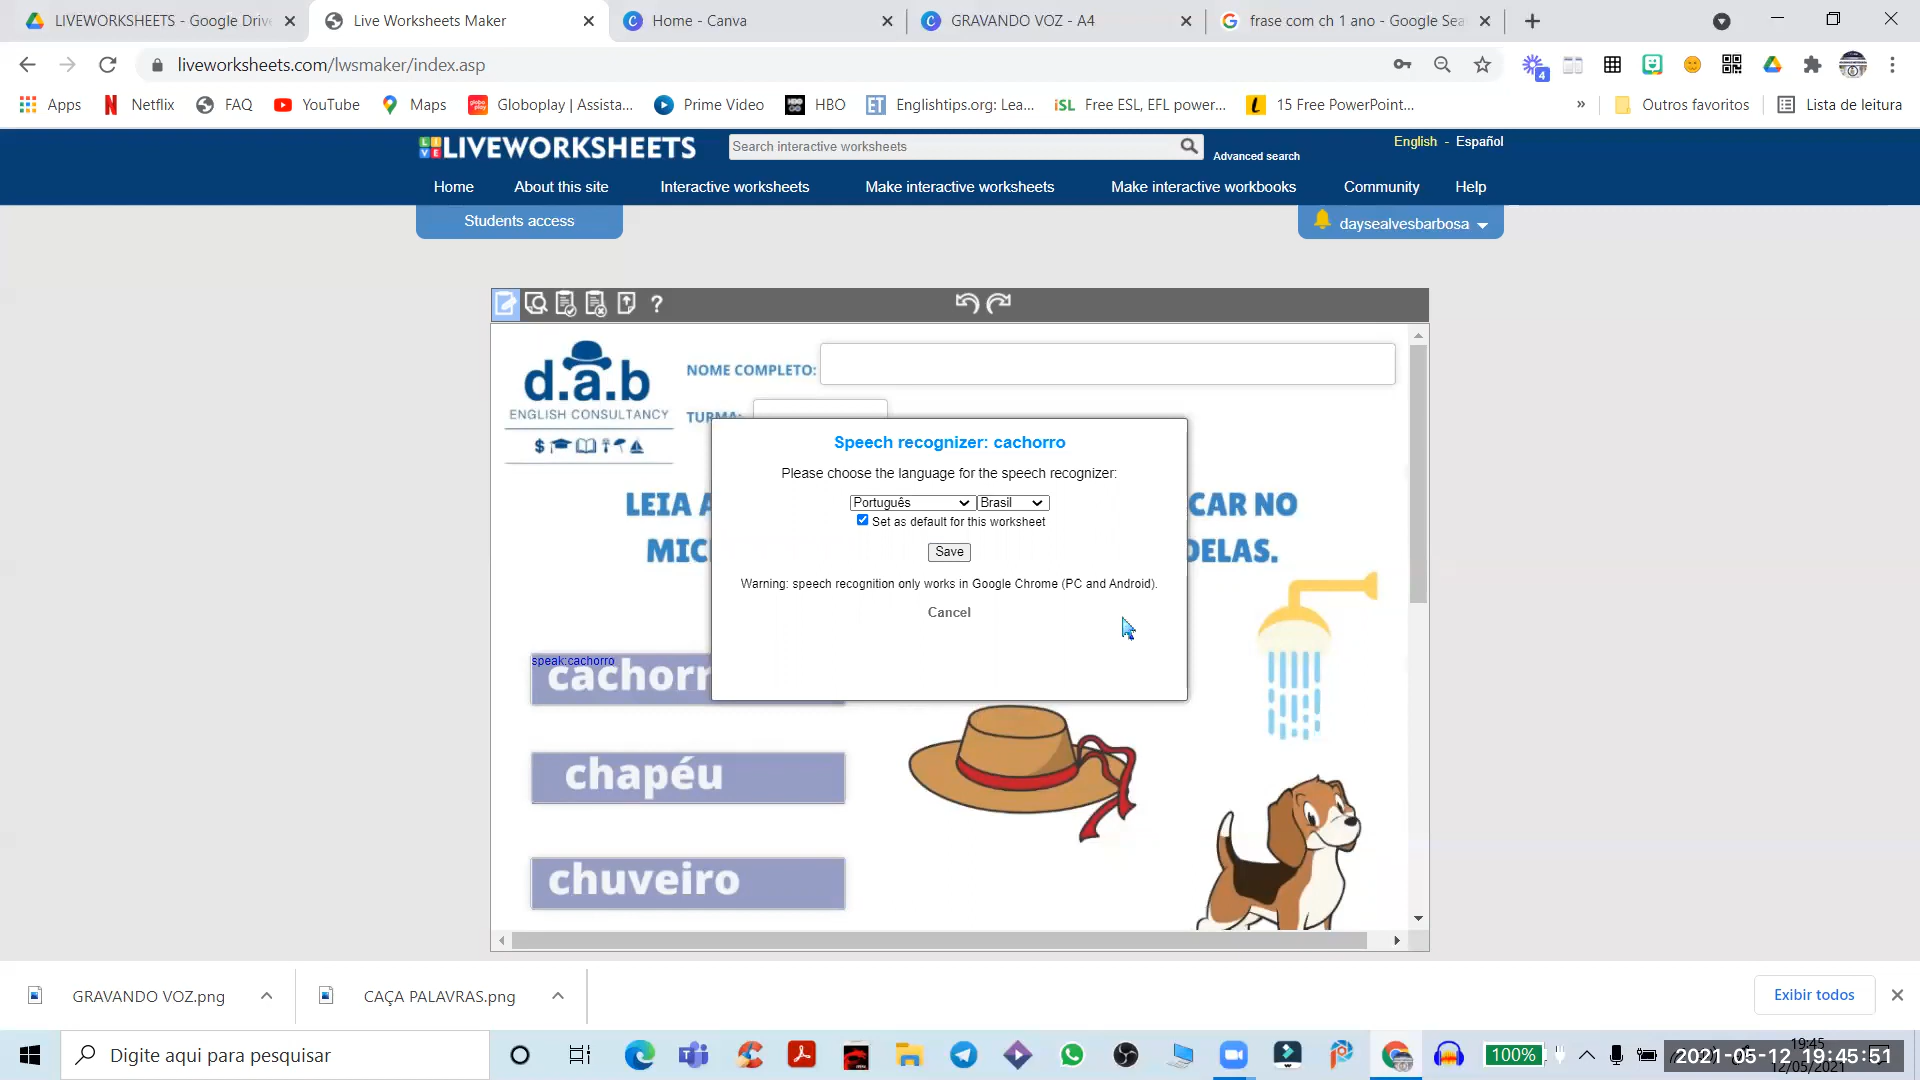 LIVEWORKSHEETS - Google Driv
Live Worksheets Maker
Home - Canva
GRAVANDO VOZ - A4
frase com ch 1 ano - Google Sea
liveworksheets.com/lwsmaker/index.asp
4
Apps
Netflix
FAQ
YouTube
Maps
Globoplay | Assista...
Prime Video
HBO
Englishtips.org: Lea...
iSL Free ESL, EFL power...
15 Free PowerPoint...
»
Outros favoritos
Lista de leitura
LIVEWORKSHEETS
Search interactive worksheets
Advanced search
English - Español
Home
About this site
Interactive worksheets
Make interactive worksheets
Make interactive workbooks
Community
Help
Students access
daysealvesbarbosa
?
d.a.b
ENGLISH CONSULTANCY
NOME COMPLETO:
TURMA:
Speech recognizer: cachorro
Please choose the language for the speech recognizer:
Português
Brasil
Set as default for this worksheet
Save
Warning: speech recognition only works in Google Chrome (PC and Android).
Cancel
LEIA A
CAR NO
MIC
DELAS.
speak:cachorro
cachorr
chapéu
chuveiro
GRAVANDO VOZ.png
CAÇA PALAVRAS.png
Exibir todos
Digite aqui para pesquisar
100%
19:45
12/05/2021
2021-05-12 19:45:51